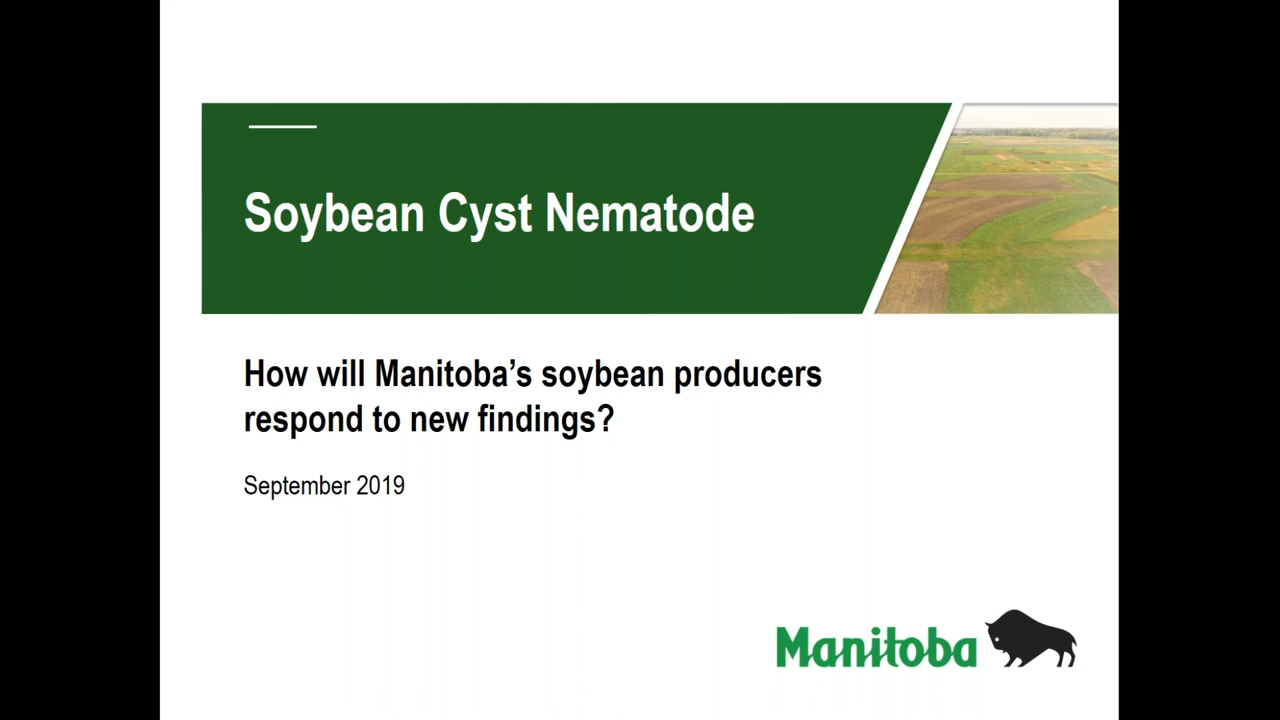 Soybean Cyst Nematode
How will Manitoba’s soybean producers
respond to new findings?
September 2019
Manitoba